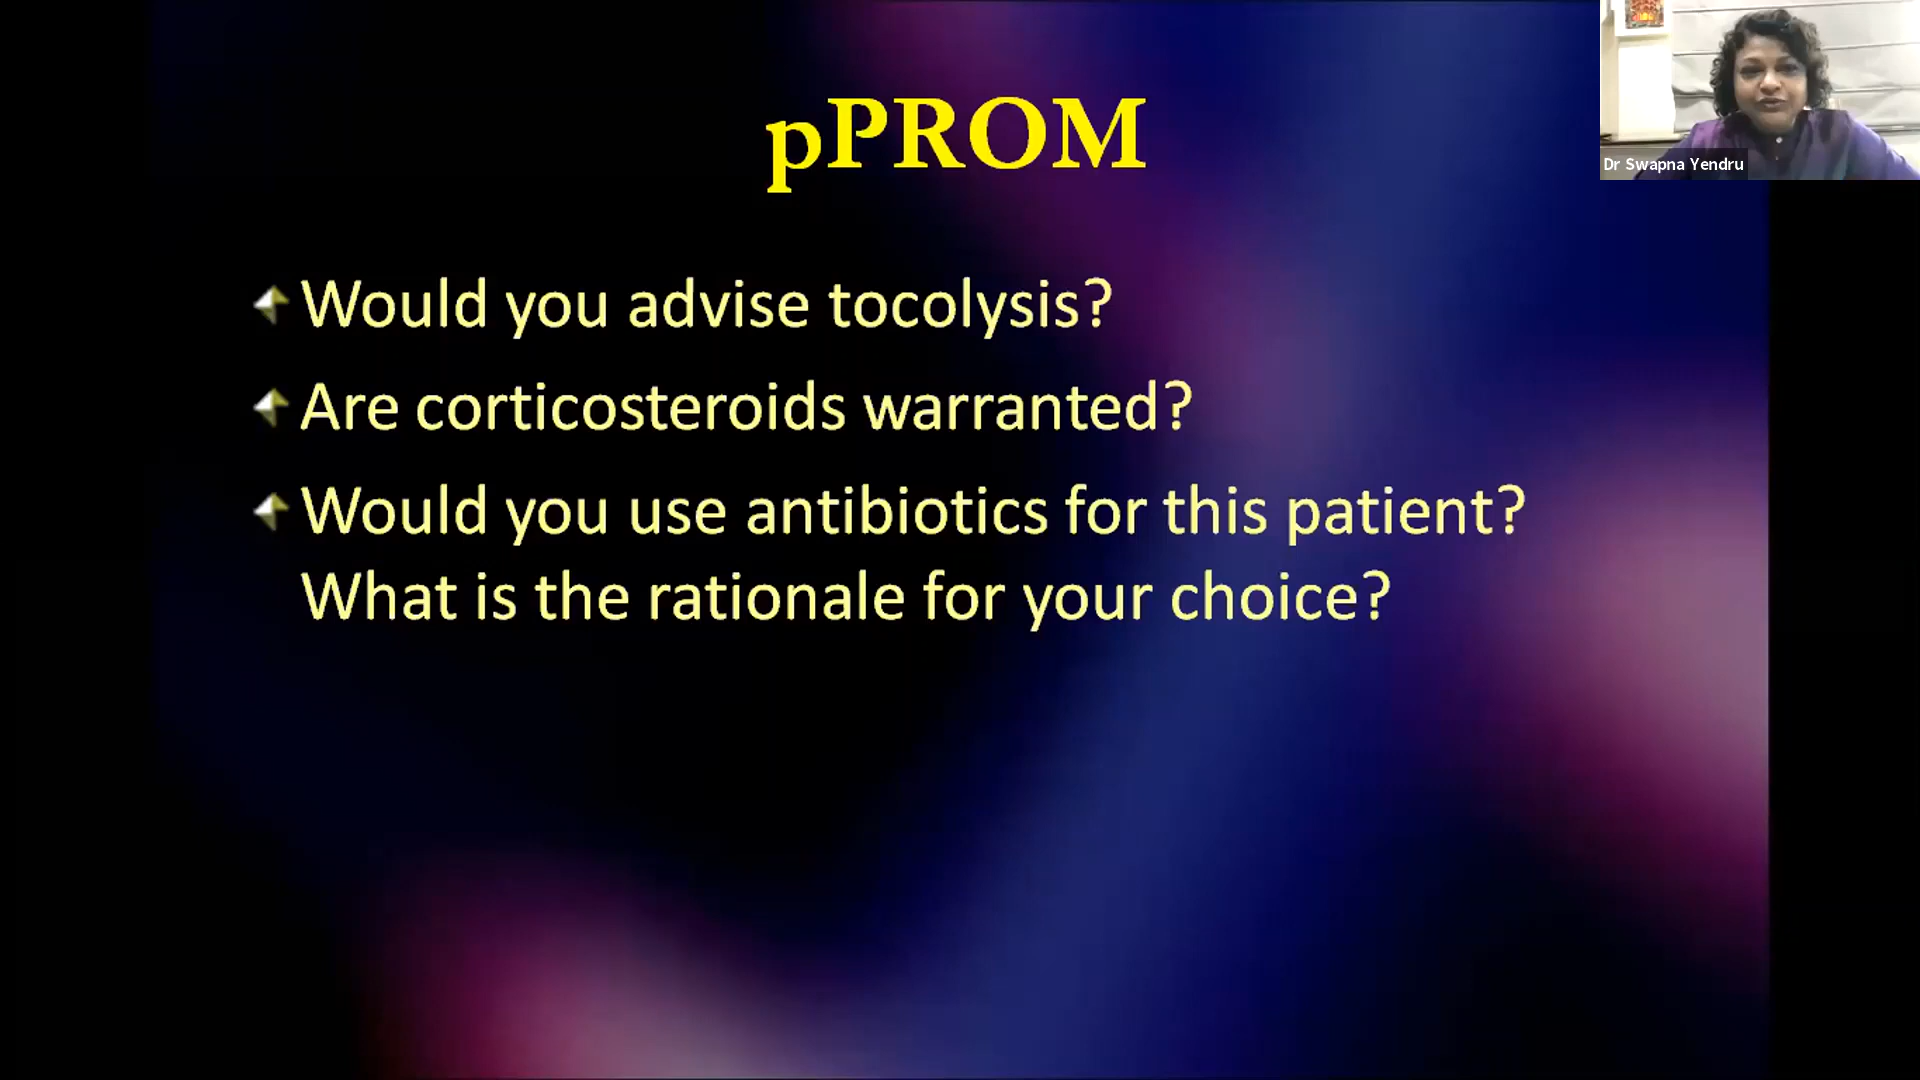 pPROM
Would you advise tocolysis?
Are corticosteroids warranted?
Would you use antibiotics for this patient?
What is the rationale for your choice?
Dr Swapna Yendru